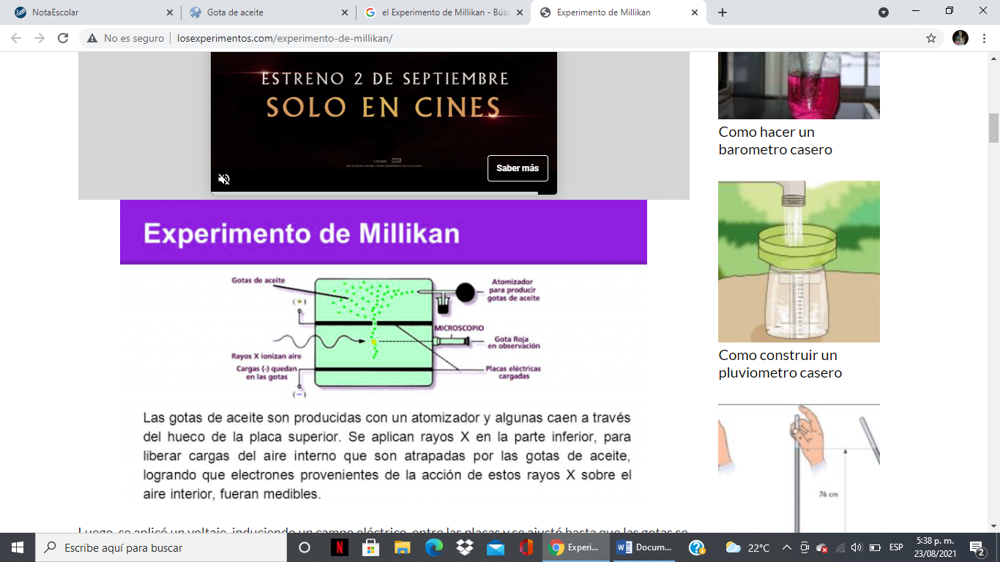 NotaEscolar
Gota de aceite
el Experimento de Millikan - Búsc
Experimento de Millikan
No es seguro
losexperimentos.com/experimento-de-millikan/
ESTRENO 2 DE SEPTIEMBRE
SOLO EN CINES
Saber más
Experimento de Millikan
Gotas de aceite
Atomizador
para producir
gotas de aceite
(+)
MICROSCOPIO
Gota Roja
en observación
Rayos X ionizan aire
Cargas (-) quedan
en las gotas
Placas eléctricas
cargadas
(-)
Las gotas de aceite son producidas con un atomizador y algunas caen a través
del hueco de la placa superior. Se aplican rayos X en la parte inferior, para
liberar cargas del aire interno que son atrapadas por las gotas de aceite,
logrando que electrones provenientes de la acción de estos rayos X sobre el
aire interior, fueran medibles.
Luego, se aplicó un voltaje, induciendo un campo eléctrico, entre las placas y se ajustó hasta que las gotas se
Como hacer un
barometro casero
Como construir un
pluviometro casero
76 cm
Escribe aquí para buscar
N
Experi...
W
Docum...
22°C
ESP
5:38 p. m.
23/08/2021
2